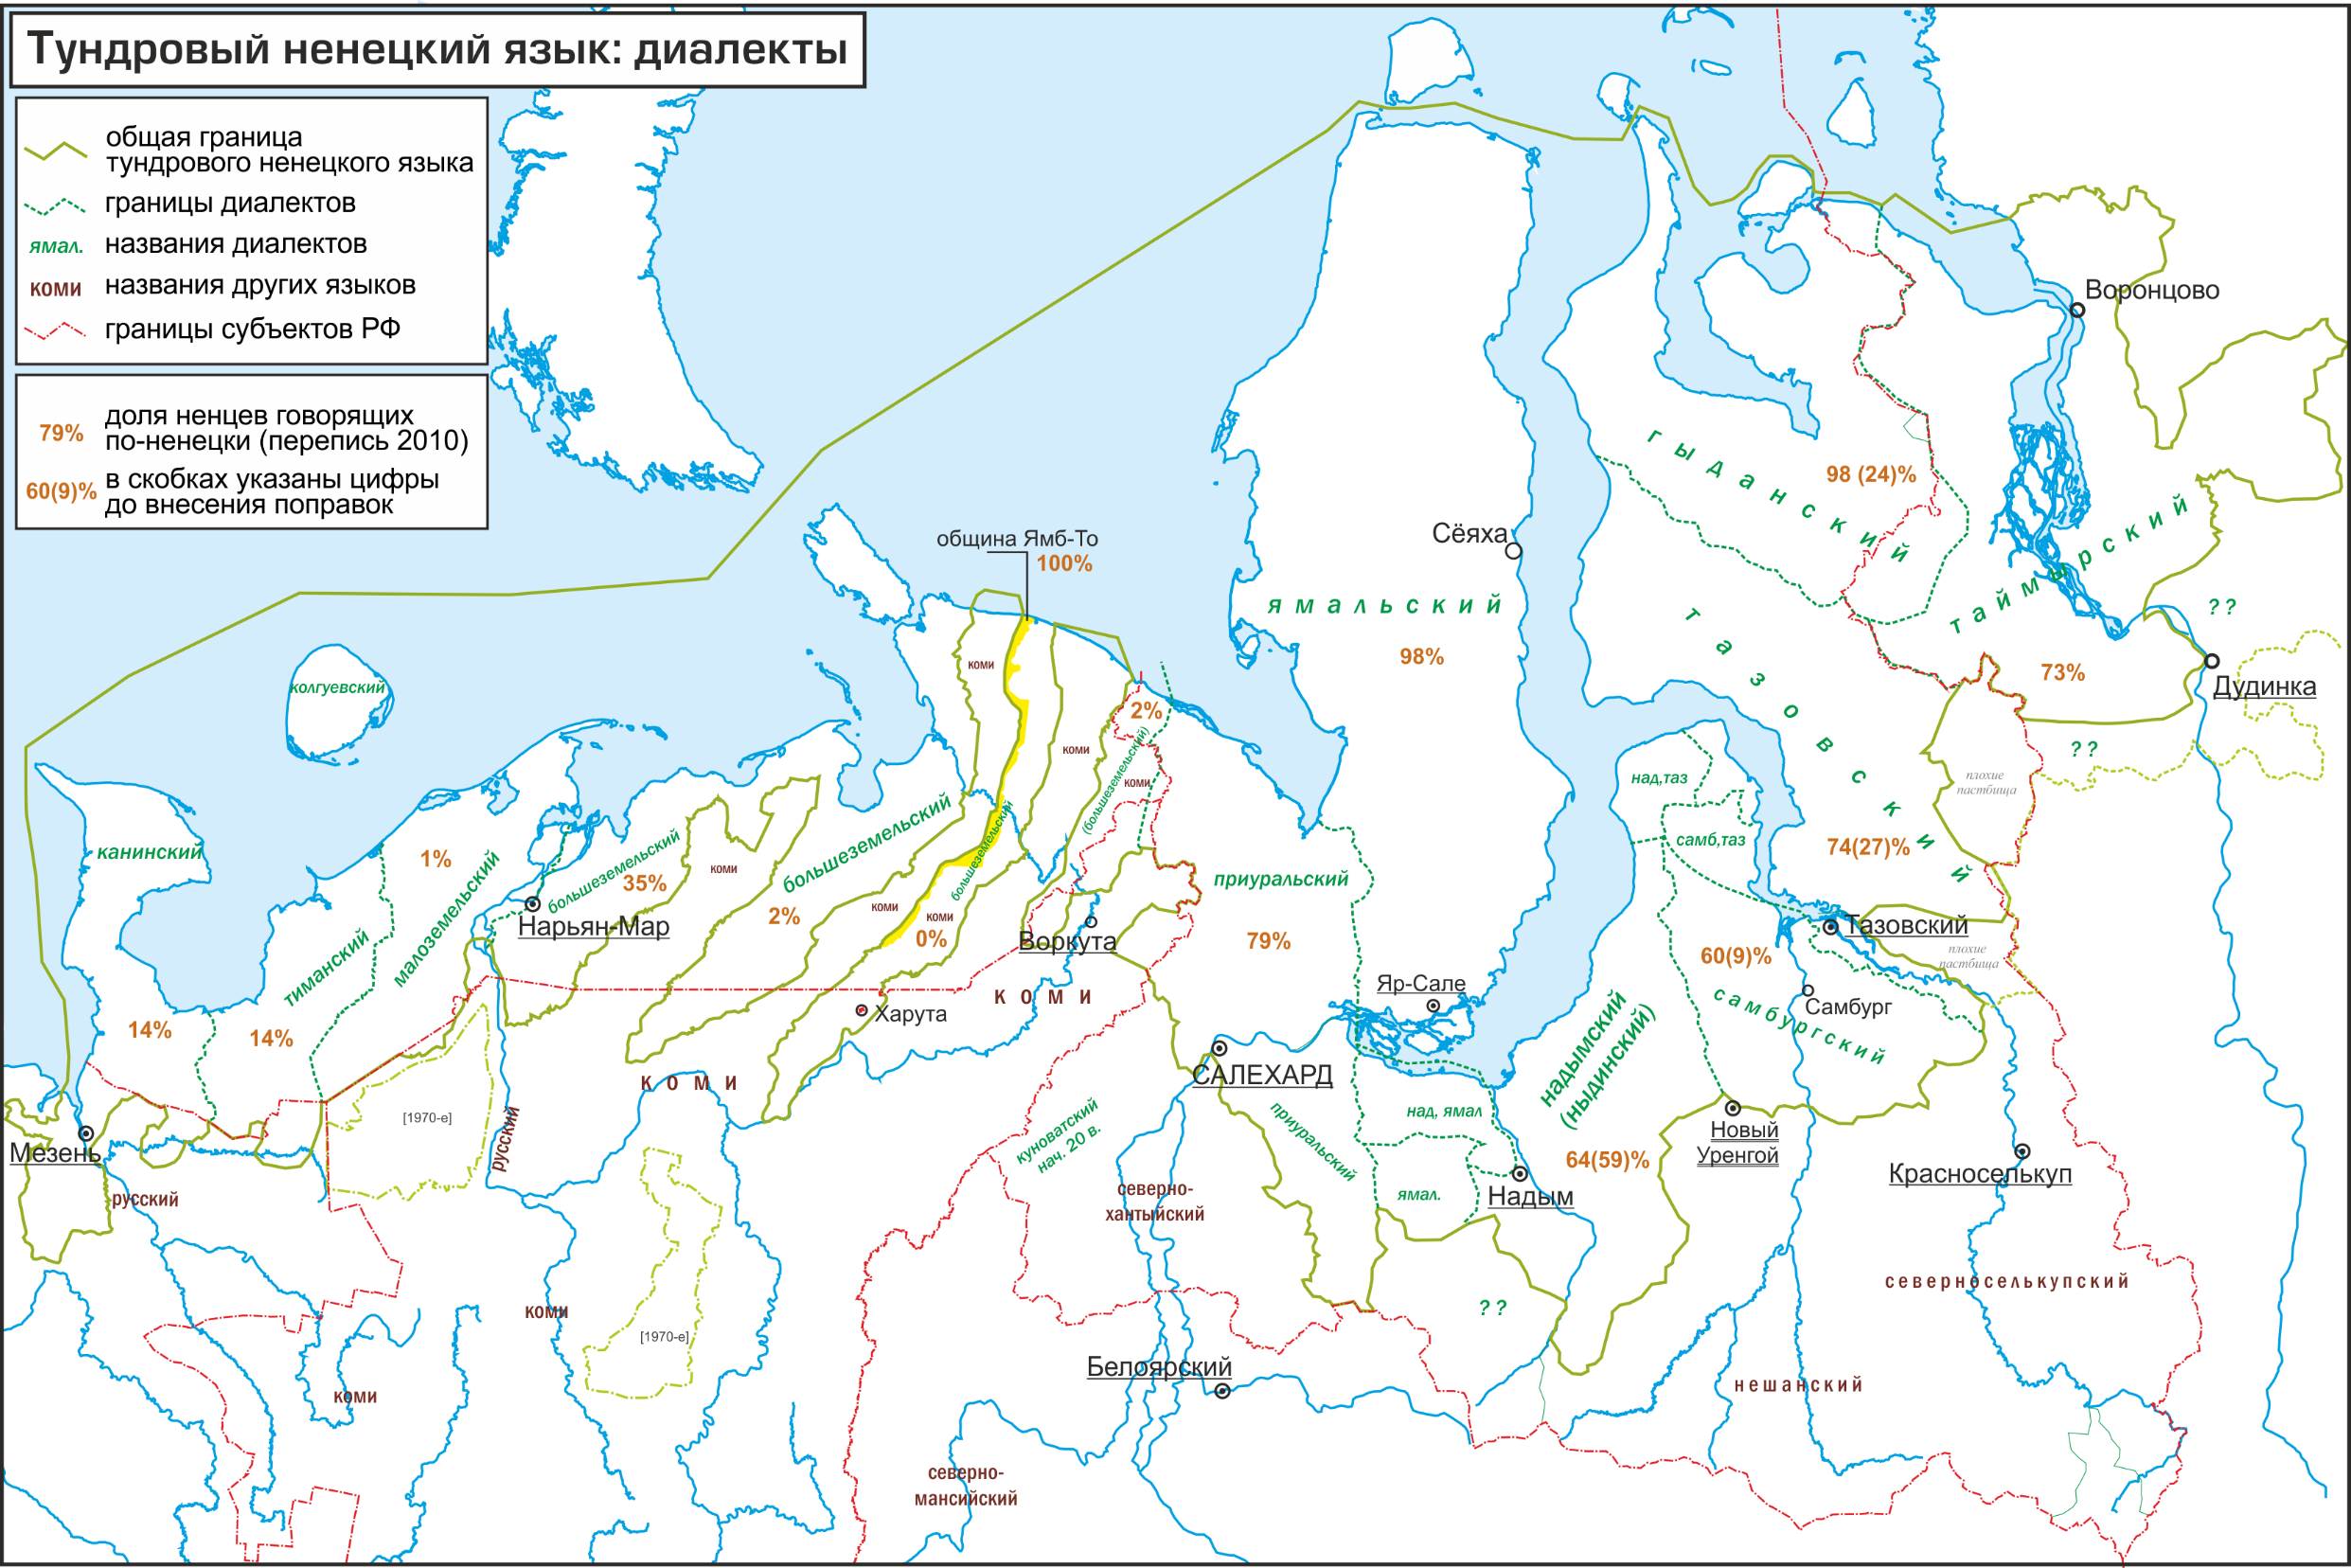 Тундровый ненецкий язык: диалекты
общая граница
тундрового ненецкого языка
границы диалектов
ямал. названия диалектов
коми названия других языков
границы субъектов РФ
79% доля ненцев говорящих
по-ненецки (перепись 2010)
60(9)% в скобках указаны цифры
до внесения поправок
Воронцово
гыданский
98 (24)%
Сёяха
община Ямб-То
100%
ямальский
98%
таймырский
??
73%
Дудинка
??
тазовский
колгуевский
коми
2%
коми
(большеземельский)
коми
над,таз
плохие
пастбища
самб,таз
74(27)%
канинский
1%
малоземельский
большеземельский
35%
коми
большеземельский
большеземельский
приуральский
79%
2%
коми
коми
0%
Нарьян-Мар
Воркута
Тазовский
плохие
пастбища
60(9)%
тиманский
14%
14%
Харута
коми
Яр-Сале
Самбург
самбургский
надымский
(ныдинский)
САЛЕХАРД
коми
[1970-е]
русский
Мезень
русский
куноватский
нач. 20 в.
приуральский
над, ямал
64(59)%
Новый
Уренгой
ямал.
Надым
Красноселькуп
северно-
хантыйский
северноселькупский
??
коми
[1970-е]
коми
Белоярский
нешанский
северно-
мансийский